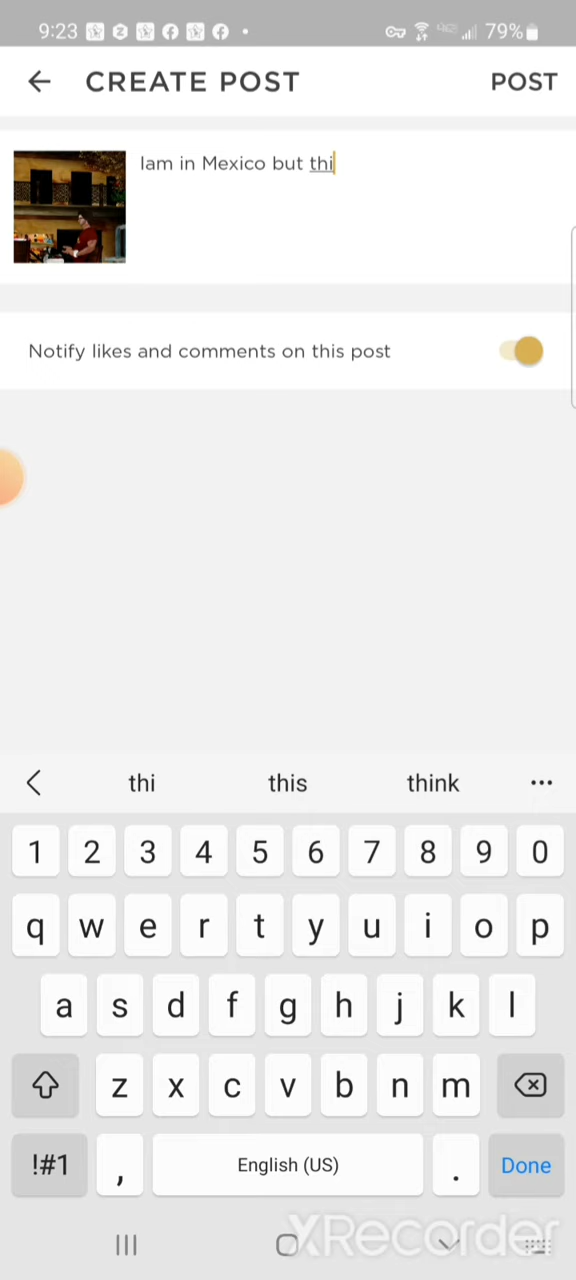 9:23 79%
CREATE POST POST
Iam in Mexico but thi
Notify likes and comments on this post
thi this think
1 2 3 4 5 6 7 8 9 0
q w e r t y u i o p
a s d f g h j k l
z x c v b n m
!#1 , English (US) . Done
XRecorder